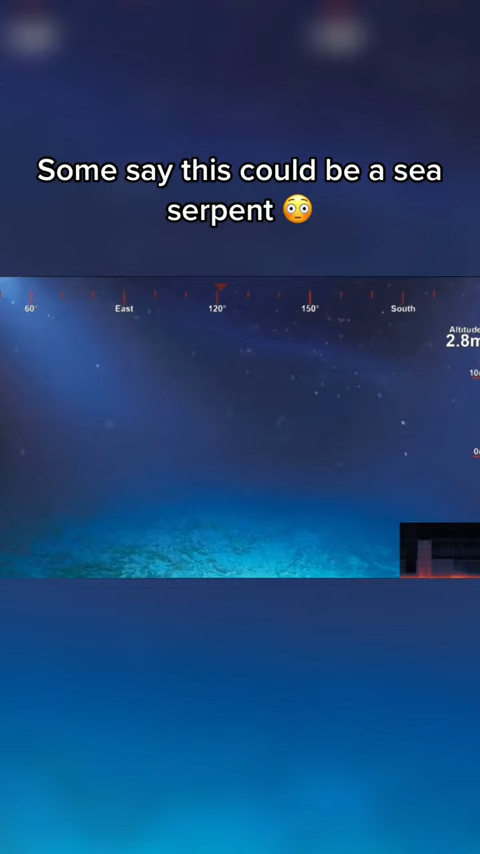 Some say this could be a sea
serpent 😳
60° East 120° 150° South
Altitude
2.8m